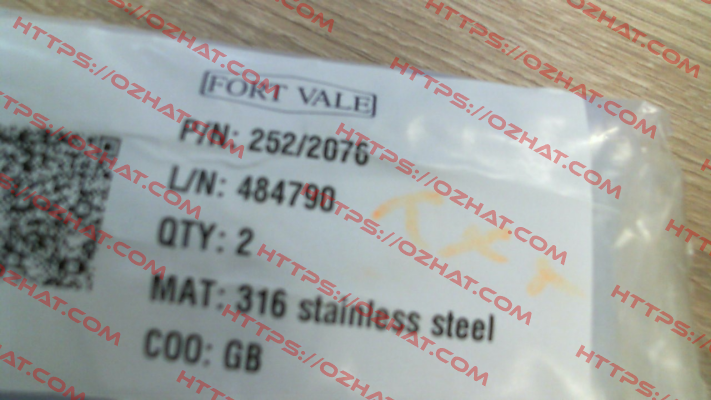 FORT VALE
P/N: 252/2076
L/N: 484790
QTY: 2
MAT: 316 stainless steel
COO: GB
HTTPS://OZHAT.COM